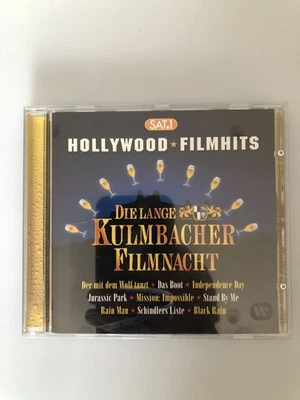 SAT.1
HOLLYWOOD ★ FILMHITS
DIE LANGE
KULMBACHER
FILMNACHT
Der mit dem Wolf tanzt • Das Boot • Independence Day
Jurassic Park • Mission: Impossible • Stand By Me
Rain Man • Schindlers Liste • Black Rain